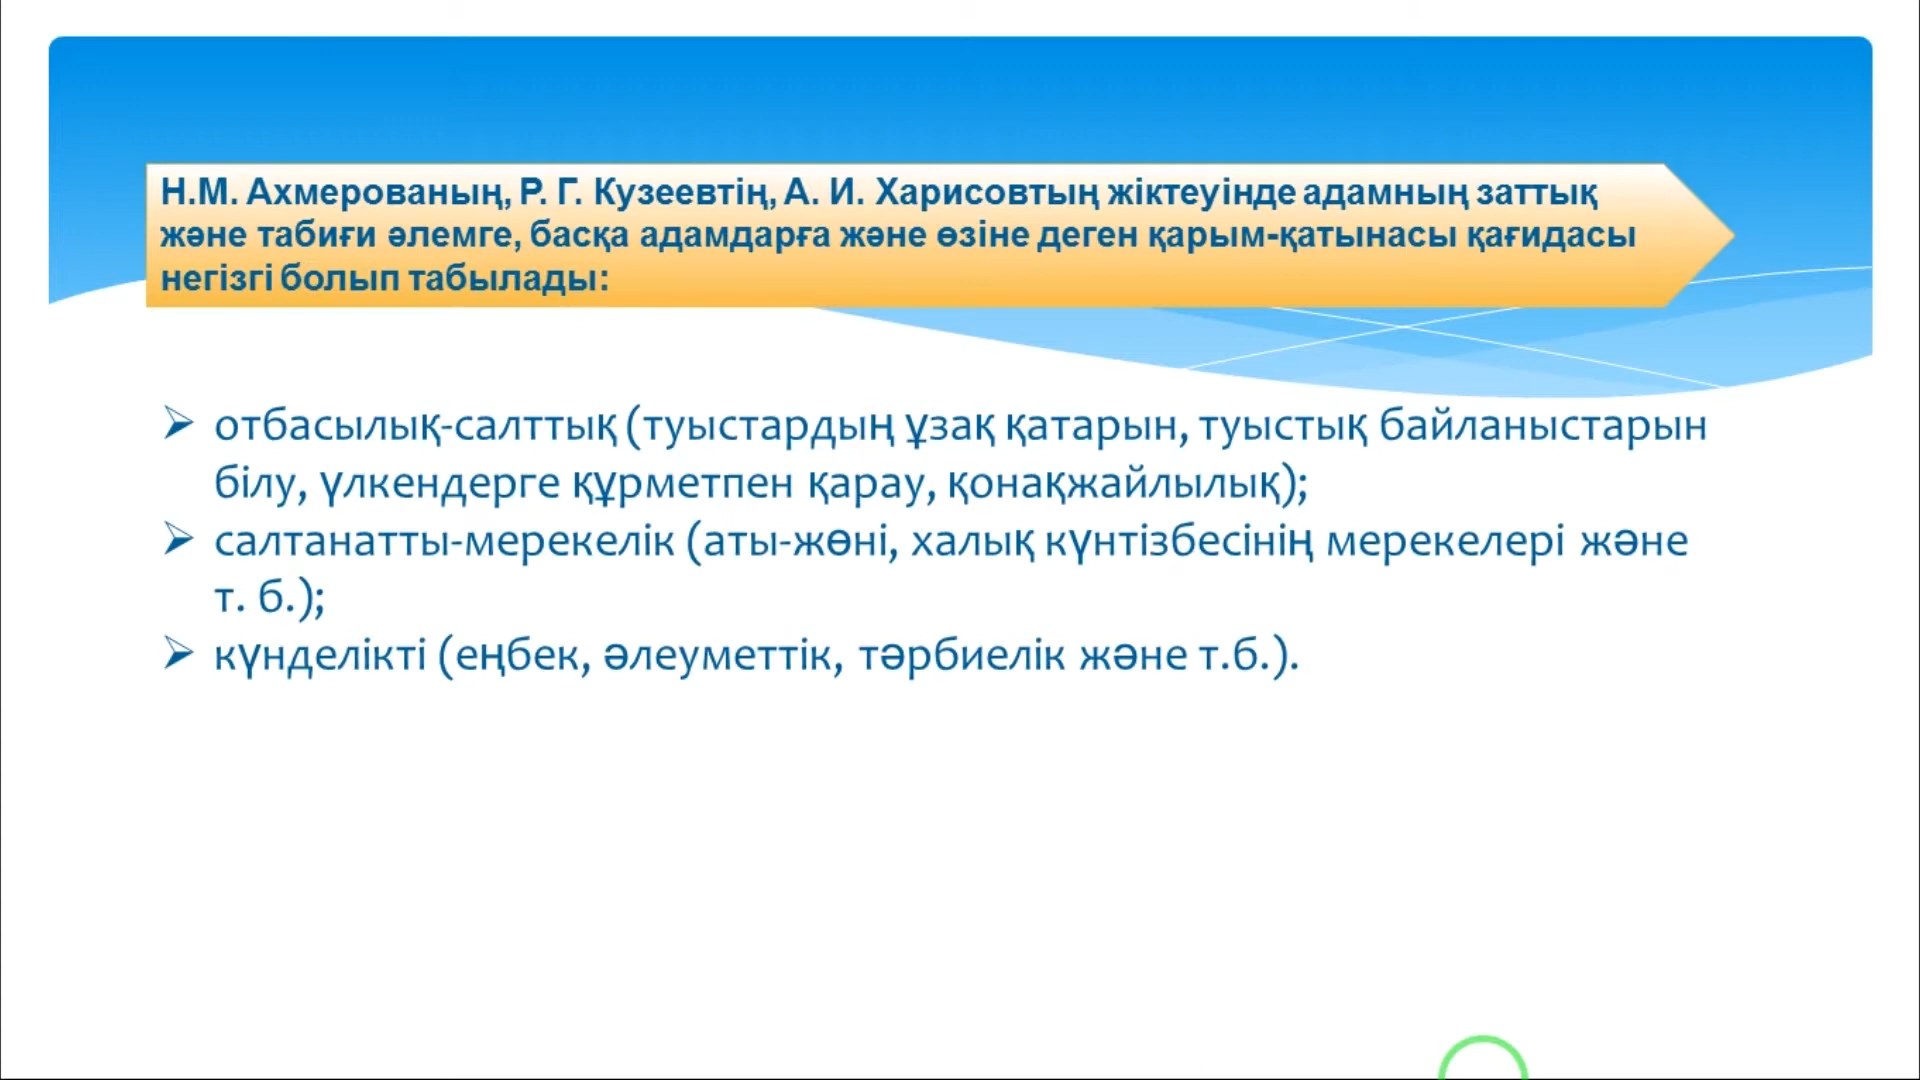 Н.М. Ахмерованың, Р. Г. Кузеевтің, А. И. Харисовтың жіктеуінде адамның заттық
және табиғи әлемге, басқа адамдарға және өзіне деген қарым-қатынасы қағидасы
негізгі болып табылады:
➢ отбасылық-салттық (туыстардың ұзақ қатарын, туыстық байланыстарын
білу, үлкендерге құрметпен қарау, қонақжайлылық);
➢ салтанатты-мерекелік (аты-жөні, халық күнтізбесінің мерекелері және
т. б.);
➢ күнделікті (еңбек, әлеуметтік, тәрбиелік және т.б.).